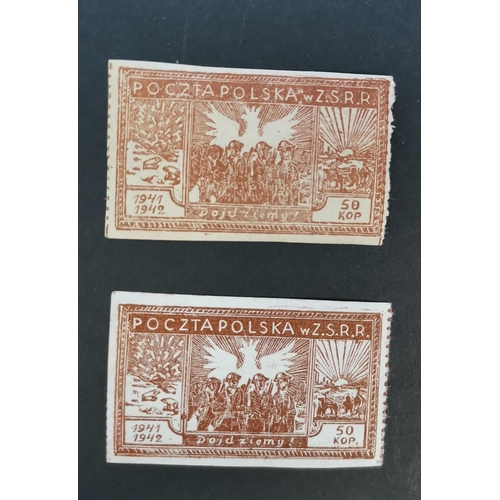 POCZTA POLSKA w Z.S.R.R.
1941
1942
Dojdziemy!
50
KOP
POCZTA POLSKA w Z.S.R.R.
1941
1942
Dojdziemy!
50
KOP.